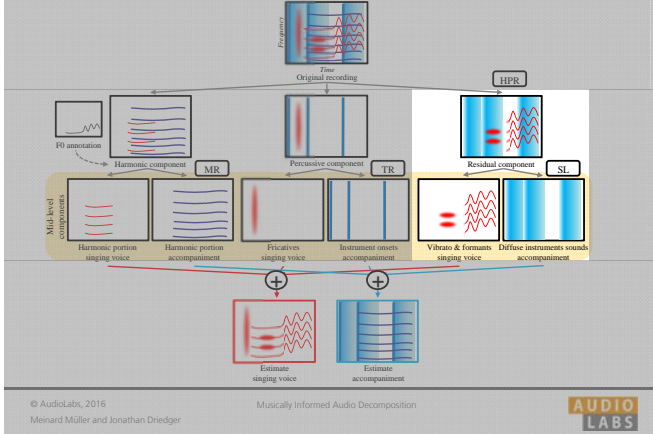 Frequency
Time
Original recording
HPR
F0 annotation
Harmonic component
MR
Percussive component
TR
Residual component
SL
Mid-level
components
Harmonic portion
singing voice
Harmonic portion
accompaniment
Fricatives
singing voice
Instrument onsets
accompaniment
Vibrato & formants
singing voice
Diffuse instruments sounds
accompaniment
+
+
Estimate
singing voice
Estimate
accompaniment
© AudioLabs, 2016
Meinard Müller and Jonathan Driedger
Musically Informed Audio Decomposition
AUDIO
LABS